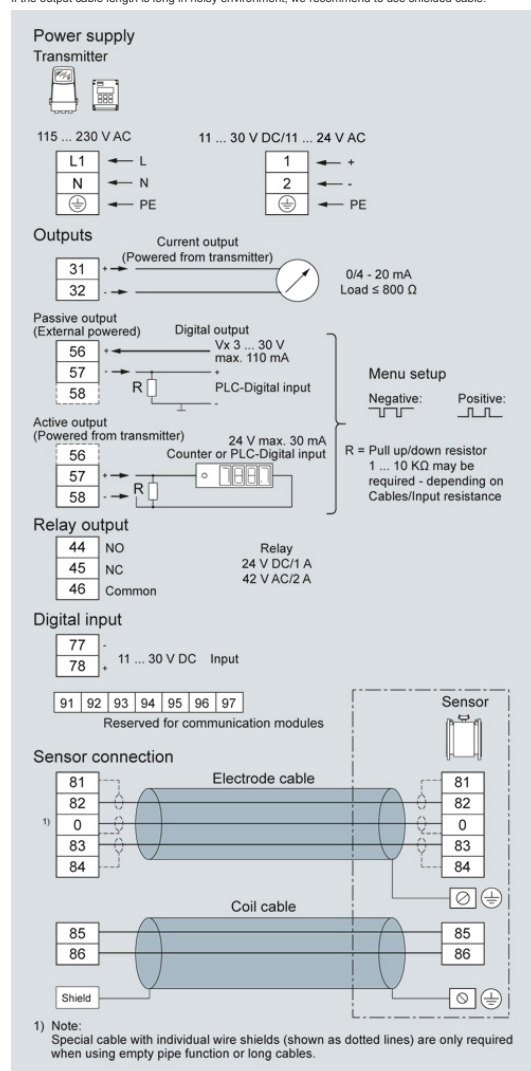 If the output cable length is long in noisy environment, we recommend to use shielded cable.
Power supply
Transmitter
115 ... 230 V AC
11 ... 30 V DC/11 ... 24 V AC
L1 L
N N
PE
1 +
2 -
PE
Outputs
Current output
(Powered from transmitter)
31 +
32 -
0/4 - 20 mA
Load ≤ 800 Ω
Passive output
(External powered)
Digital output
56 +
57 -
58
Vx 3 ... 30 V
max. 110 mA
+
R
PLC-Digital input
-
Menu setup
Negative: Positive:
Active output
(Powered from transmitter)
24 V max. 30 mA
Counter or PLC-Digital input
56
57 +
58 -
R
R = Pull up/down resistor
1 ... 10 KΩ may be
required - depending on
Cables/Input resistance
Relay output
44 NO
45 NC
46 Common
Relay
24 V DC/1 A
42 V AC/2 A
Digital input
77 -
78 +
11 ... 30 V DC Input
91 92 93 94 95 96 97
Reserved for communication modules
Sensor
Sensor connection
Electrode cable
81 81
82 82
1) 0 0
83 83
84 84
Coil cable
85 85
86 86
Shield
1) Note:
Special cable with individual wire shields (shown as dotted lines) are only required
when using empty pipe function or long cables.